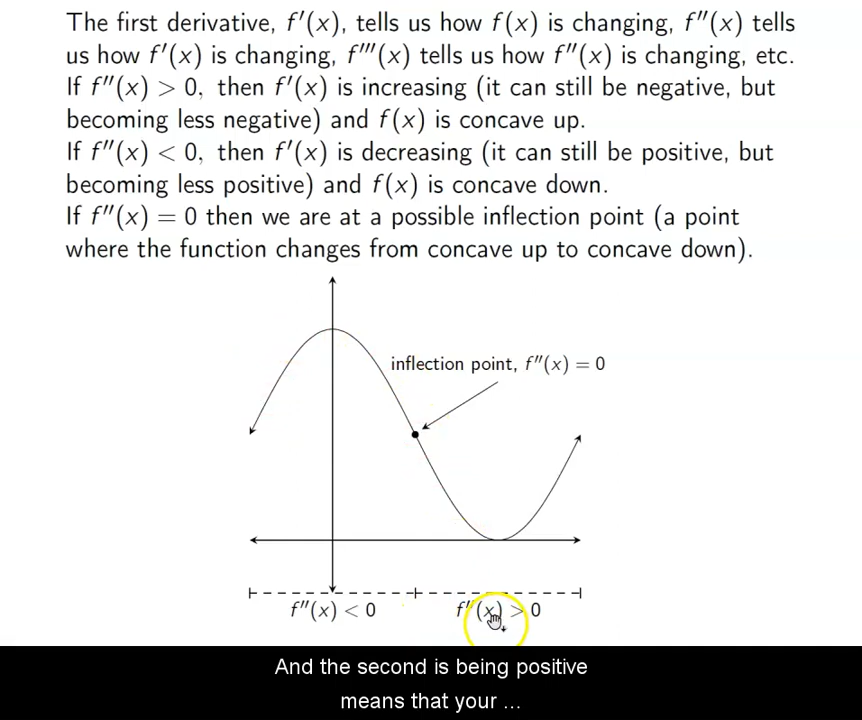 The first derivative, f′(x), tells us how f(x) is changing, f″(x) tells
us how f′(x) is changing, f‴(x) tells us how f″(x) is changing, etc.
If f″(x) > 0, then f′(x) is increasing (it can still be negative, but
becoming less negative) and f(x) is concave up.
If f″(x) < 0, then f′(x) is decreasing (it can still be positive, but
becoming less positive) and f(x) is concave down.
If f″(x) = 0 then we are at a possible inflection point (a point
where the function changes from concave up to concave down).
inflection point, f″(x) = 0
f″(x) < 0
f″(x) > 0
And the second is being positive
means that your ...